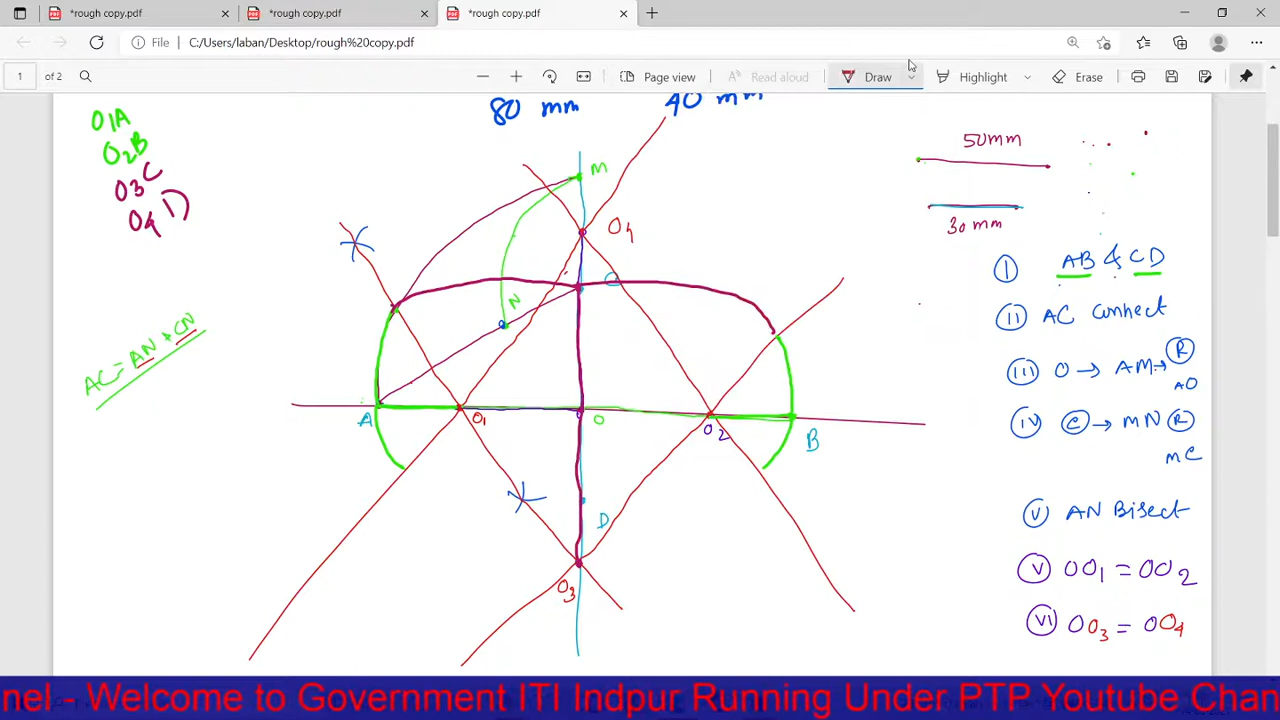 *rough copy.pdf
*rough copy.pdf
*rough copy.pdf
File
C:/Users/laban/Desktop/rough%20copy.pdf
1 of 2
Page view
Read aloud
Draw
Highlight
Erase
80 mm
40 mm
O1A
O2B
O3C
O4D
AC = AN + CN
M
O4
C
N
A
O1
O
O2
B
D
O3
50mm
30 mm
I AB & CD
II AC connect
III O → AM → R
AO
IV C → MN R
MC
V AN Bisect
V OO1 = OO2
VI OO3 = OO4
nel - Welcome to Government ITI Indpur Running Under PTP Youtube Chan